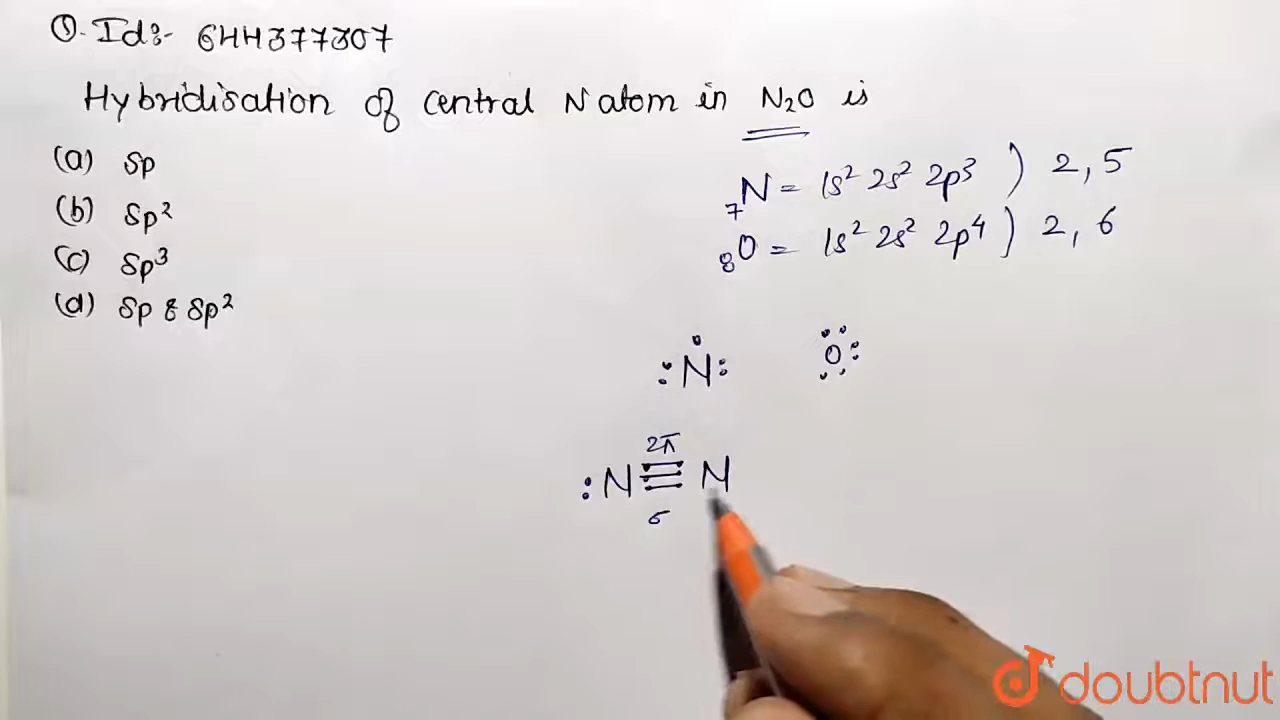 Q. Id:- 644377307
Hybridisation of central N atom in N₂O is
(a) sp
(b) sp²
(c) sp³
(d) sp & sp²
₇N = 1s² 2s² 2p³ ) 2, 5
₈O = 1s² 2s² 2p⁴ ) 2, 6
N O
2π
:N≡N
σ
doubtnut